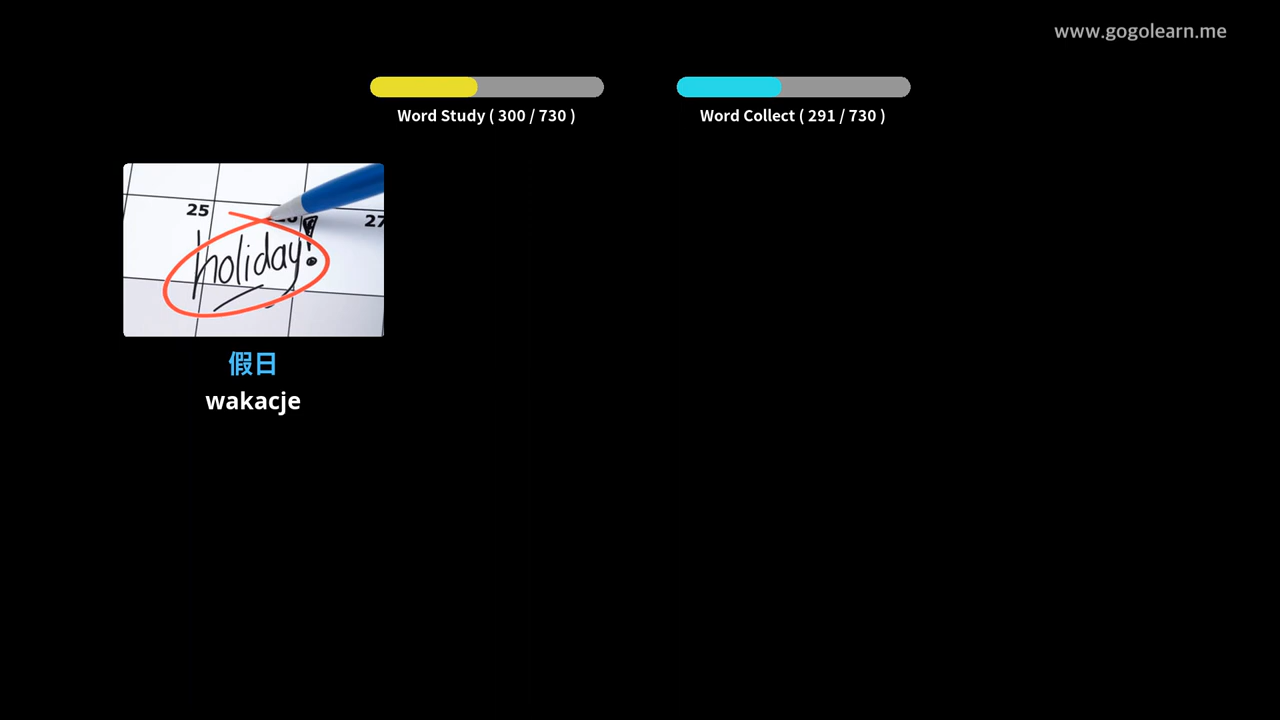 www.gogolearn.me
Word Study ( 300 / 730 )
Word Collect ( 291 / 730 )
25
27
holiday!
假日
wakacje